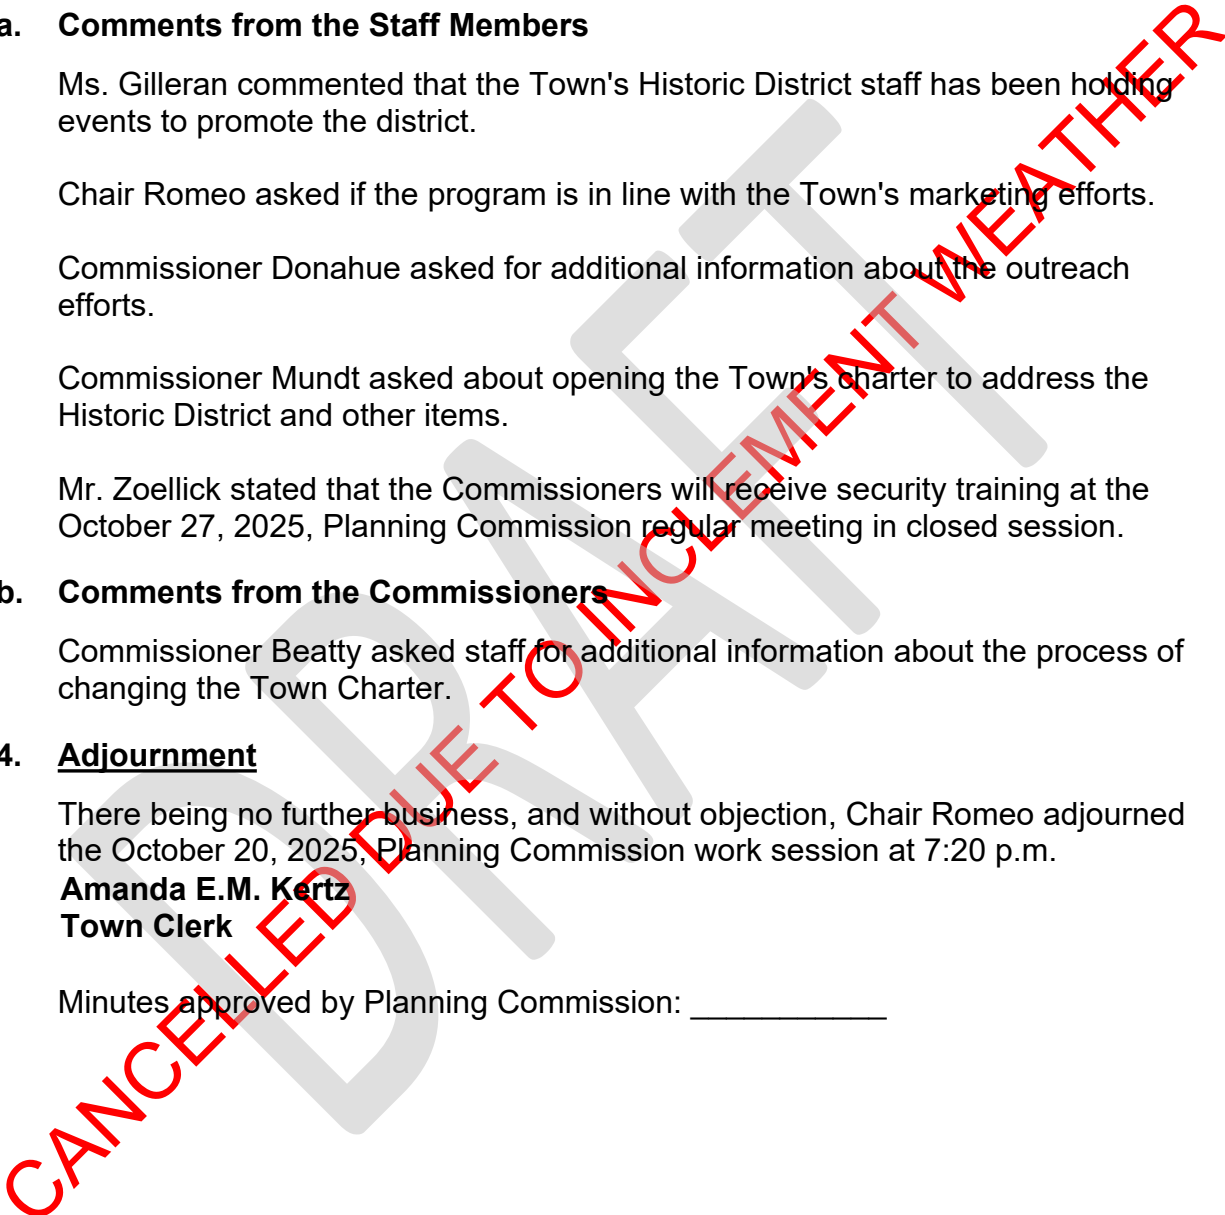 a. Comments from the Staff Members
Ms. Gilleran commented that the Town's Historic District staff has been holding
events to promote the district.
Chair Romeo asked if the program is in line with the Town's marketing efforts.
Commissioner Donahue asked for additional information about the outreach
efforts.
Commissioner Mundt asked about opening the Town's charter to address the
Historic District and other items.
Mr. Zoellick stated that the Commissioners will receive security training at the
October 27, 2025, Planning Commission regular meeting in closed session.
b. Comments from the Commissioners
Commissioner Beatty asked staff for additional information about the process of
changing the Town Charter.
4. Adjournment
There being no further business, and without objection, Chair Romeo adjourned
the October 20, 2025, Planning Commission work session at 7:20 p.m.
Amanda E.M. Kertz
Town Clerk
Minutes approved by Planning Commission: ___________
DRAFT
CANCELLED DUE TO INCLEMENT WEATHER